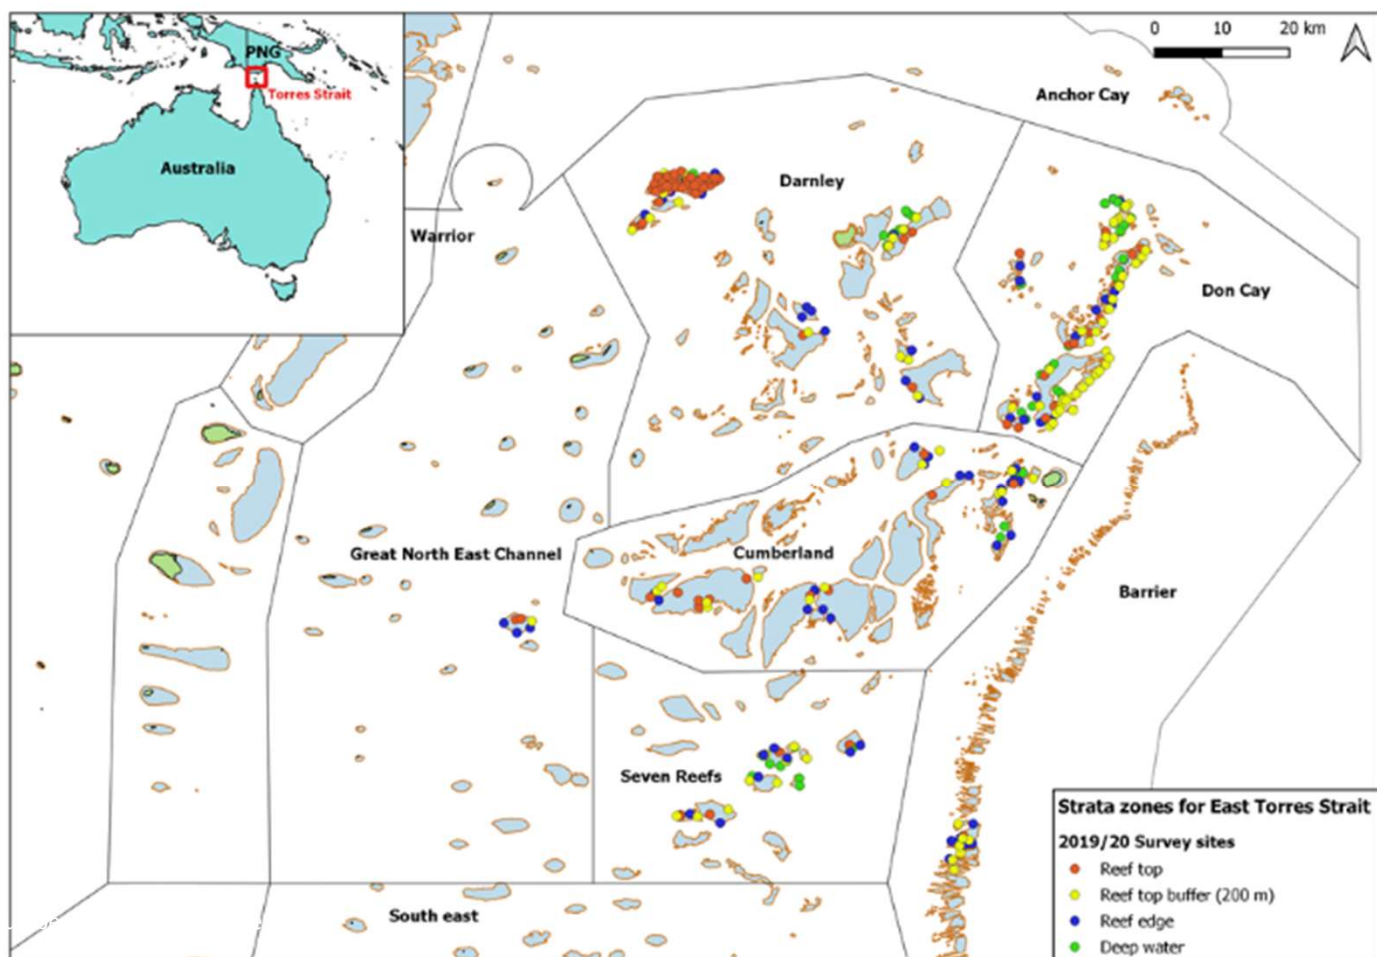 PNG
Torres Strait
Australia
0 10 20 km
Anchor Cay
Darnley
Warrior
Don Cay
Great North East Channel
Cumberland
Barrier
Seven Reefs
South east
Strata zones for East Torres Strait
2019/20 Survey sites
Reef top
Reef top buffer (200 m)
Reef edge
Deep water